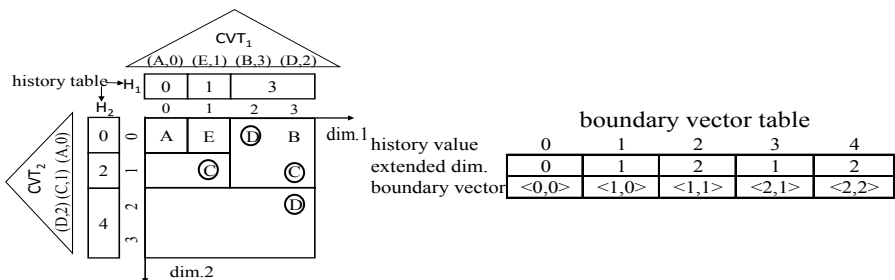 CVT1
(A,0) (E,1) (B,3) (D,2)
history table H1 0 1 3
H2 0 1 2 3
dim.1
CVT2
(D,2) (C,1) (A,0)
0 0 A E D B
2 1 C C
4 2 D
3
dim.2
boundary vector table
history value 0 1 2 3 4
extended dim. 0 1 2 1 2
boundary vector <0,0> <1,0> <1,1> <2,1> <2,2>